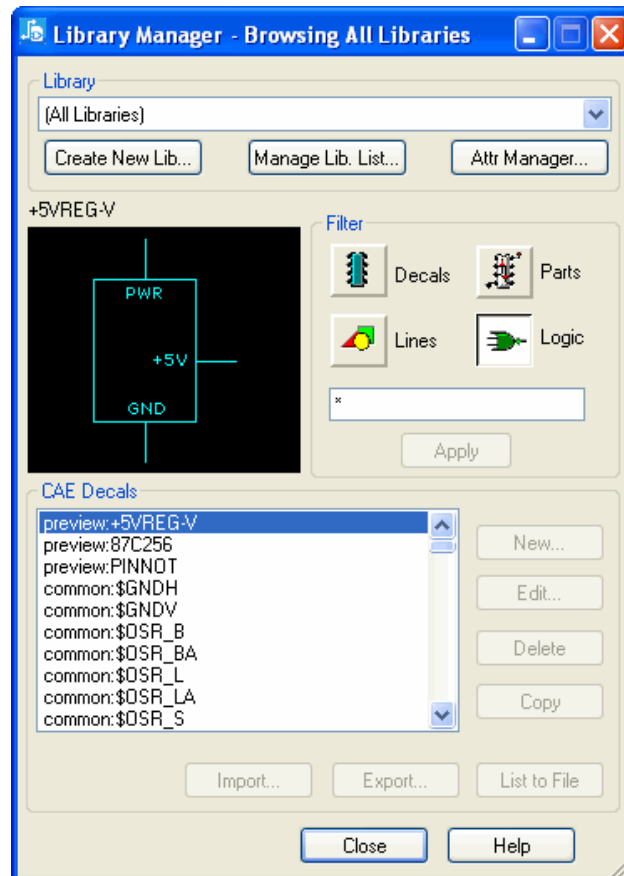 Library Manager - Browsing All Libraries
Library
(All Libraries)
Create New Lib...
Manage Lib. List...
Attr Manager...
+5VREG-V
PWR
+5V
GND
Filter
Decals
Parts
Lines
Logic
*
Apply
CAE Decals
preview:+5VREG-V
preview:87C256
preview:PINNOT
common:$GNDH
common:$GNDV
common:$OSR_B
common:$OSR_BA
common:$OSR_L
common:$OSR_LA
common:$OSR_S
New...
Edit...
Delete
Copy
Import...
Export...
List to File
Close
Help